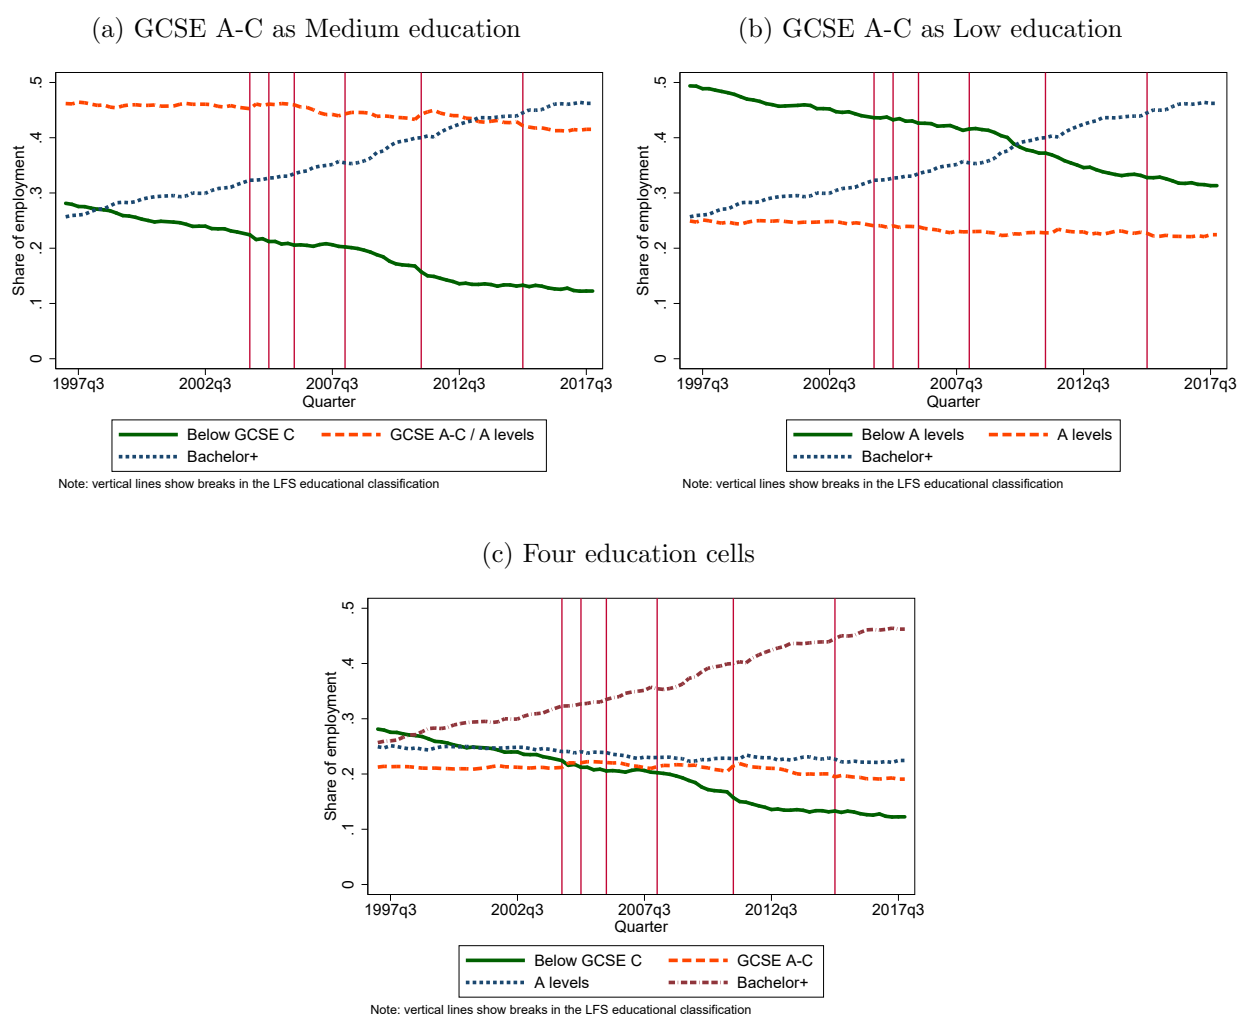 (a) GCSE A-C as Medium education
Share of employment
.5
.4
.3
.2
.1
0
1997q3 2002q3 2007q3 2012q3 2017q3
Quarter
Below GCSE C GCSE A-C / A levels
Bachelor+
Note: vertical lines show breaks in the LFS educational classification
(b) GCSE A-C as Low education
Share of employment
.5
.4
.3
.2
.1
0
1997q3 2002q3 2007q3 2012q3 2017q3
Quarter
Below A levels A levels
Bachelor+
Note: vertical lines show breaks in the LFS educational classification
(c) Four education cells
Share of employment
.5
.4
.3
.2
.1
0
1997q3 2002q3 2007q3 2012q3 2017q3
Quarter
Below GCSE C GCSE A-C
A levels Bachelor+
Note: vertical lines show breaks in the LFS educational classification